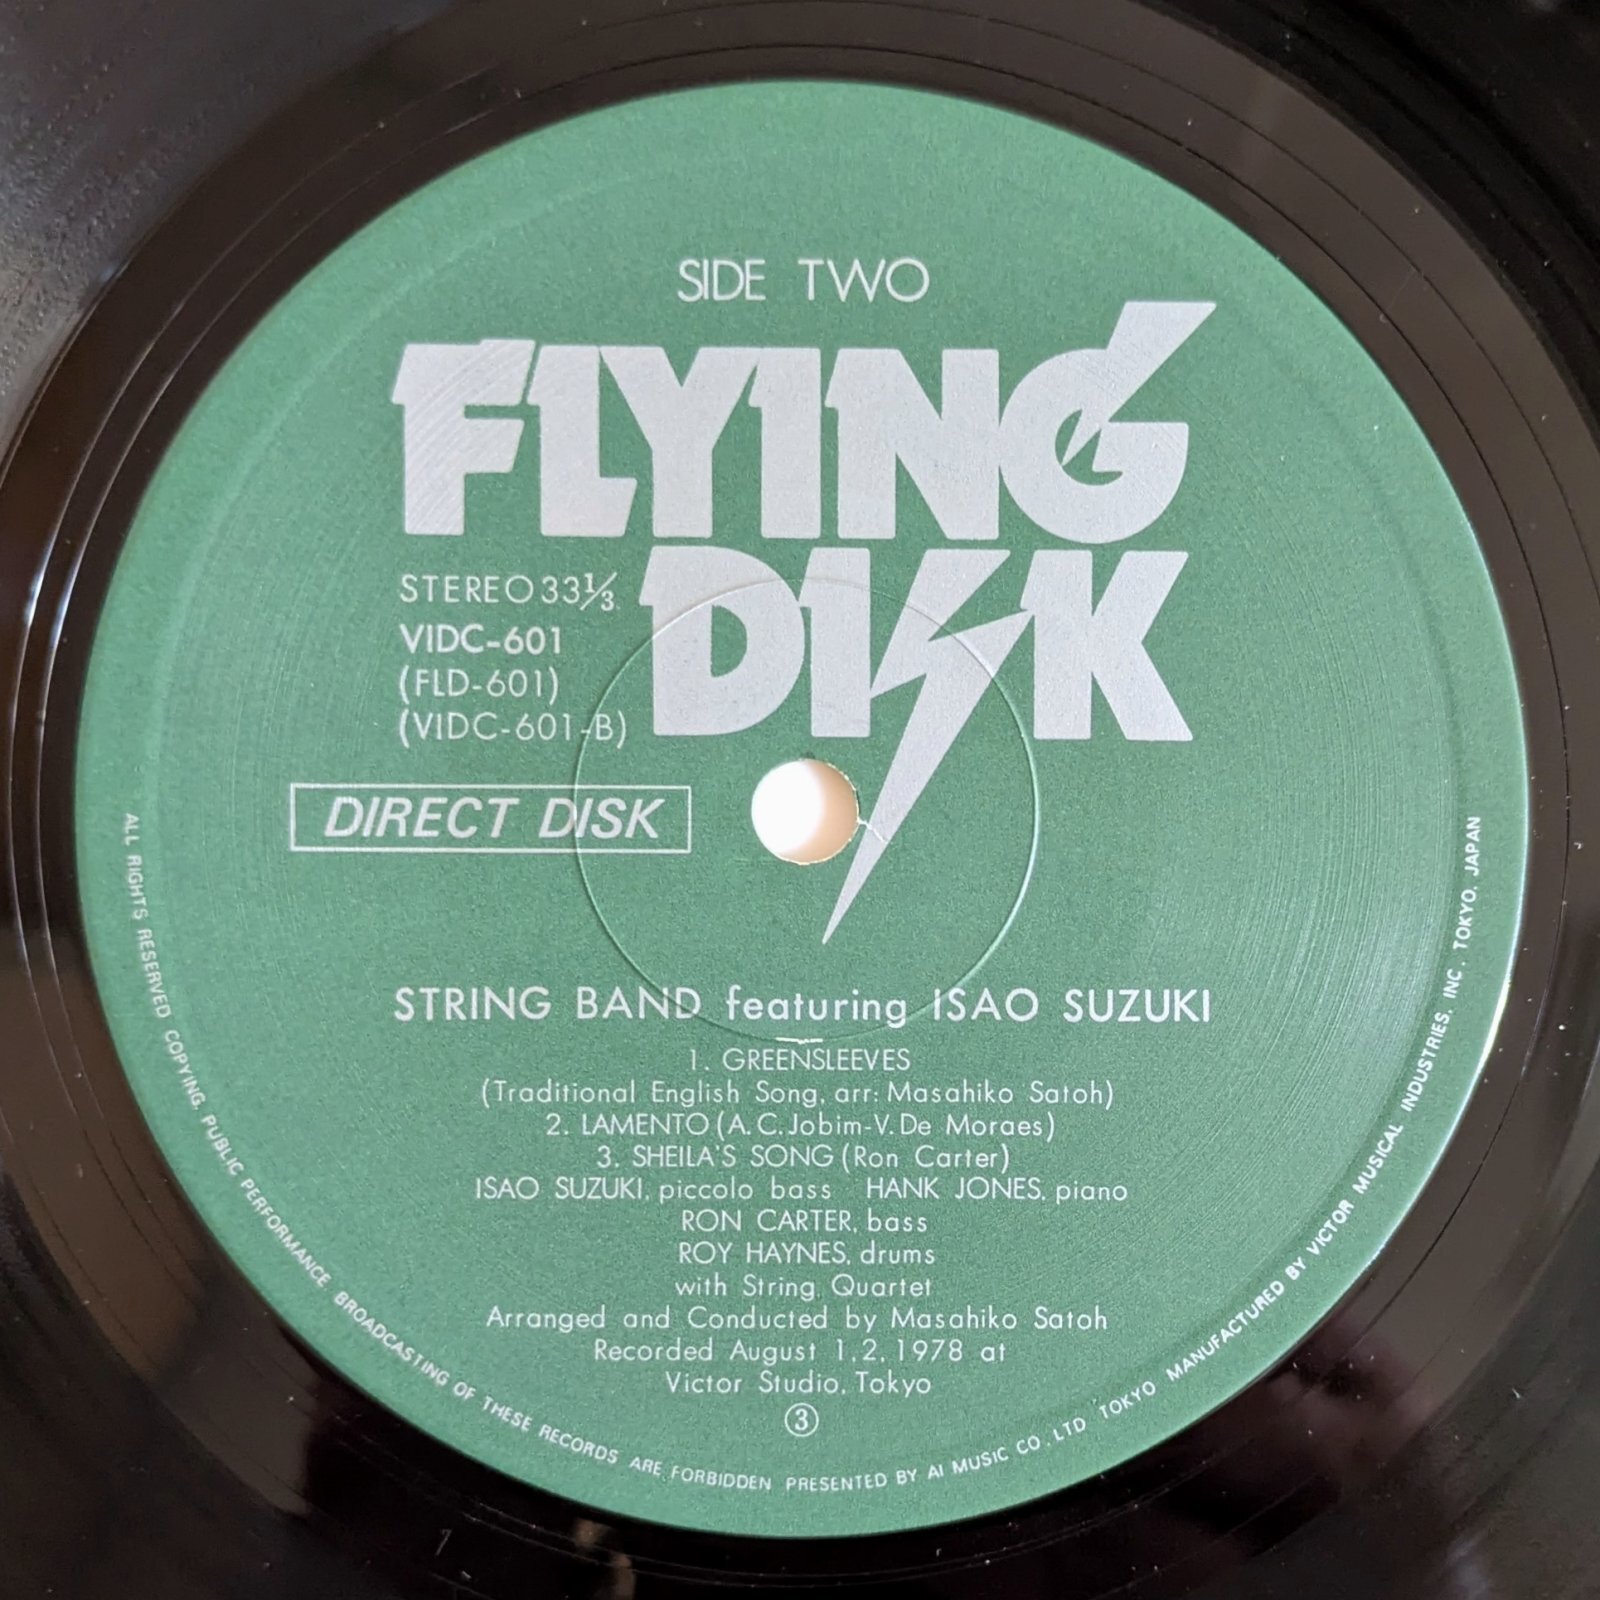 SIDE TWO
FLYING
DISK
STEREO 33⅓
VIDC-601
(FLD-601)
(VIDC-601-B)
DIRECT DISK
STRING BAND featuring ISAO SUZUKI
1. GREENSLEEVES
(Traditional English Song, arr: Masahiko Satoh)
2. LAMENTO (A.C.Jobim-V.De Moraes)
3. SHEILA'S SONG (Ron Carter)
ISAO SUZUKI, piccolo bass HANK JONES, piano
RON CARTER, bass
ROY HAYNES, drums
with String Quartet
Arranged and Conducted by Masahiko Satoh
Recorded August 1,2, 1978 at
Victor Studio, Tokyo
③
ALL RIGHTS RESERVED COPYING, PUBLIC PERFORMANCE BROADCASTING OF THESE RECORDS ARE FORBIDDEN PRESENTED BY AI MUSIC CO., LTD TOKYO MANUFACTURED BY VICTOR MUSICAL INDUSTRIES, INC., TOKYO, JAPAN